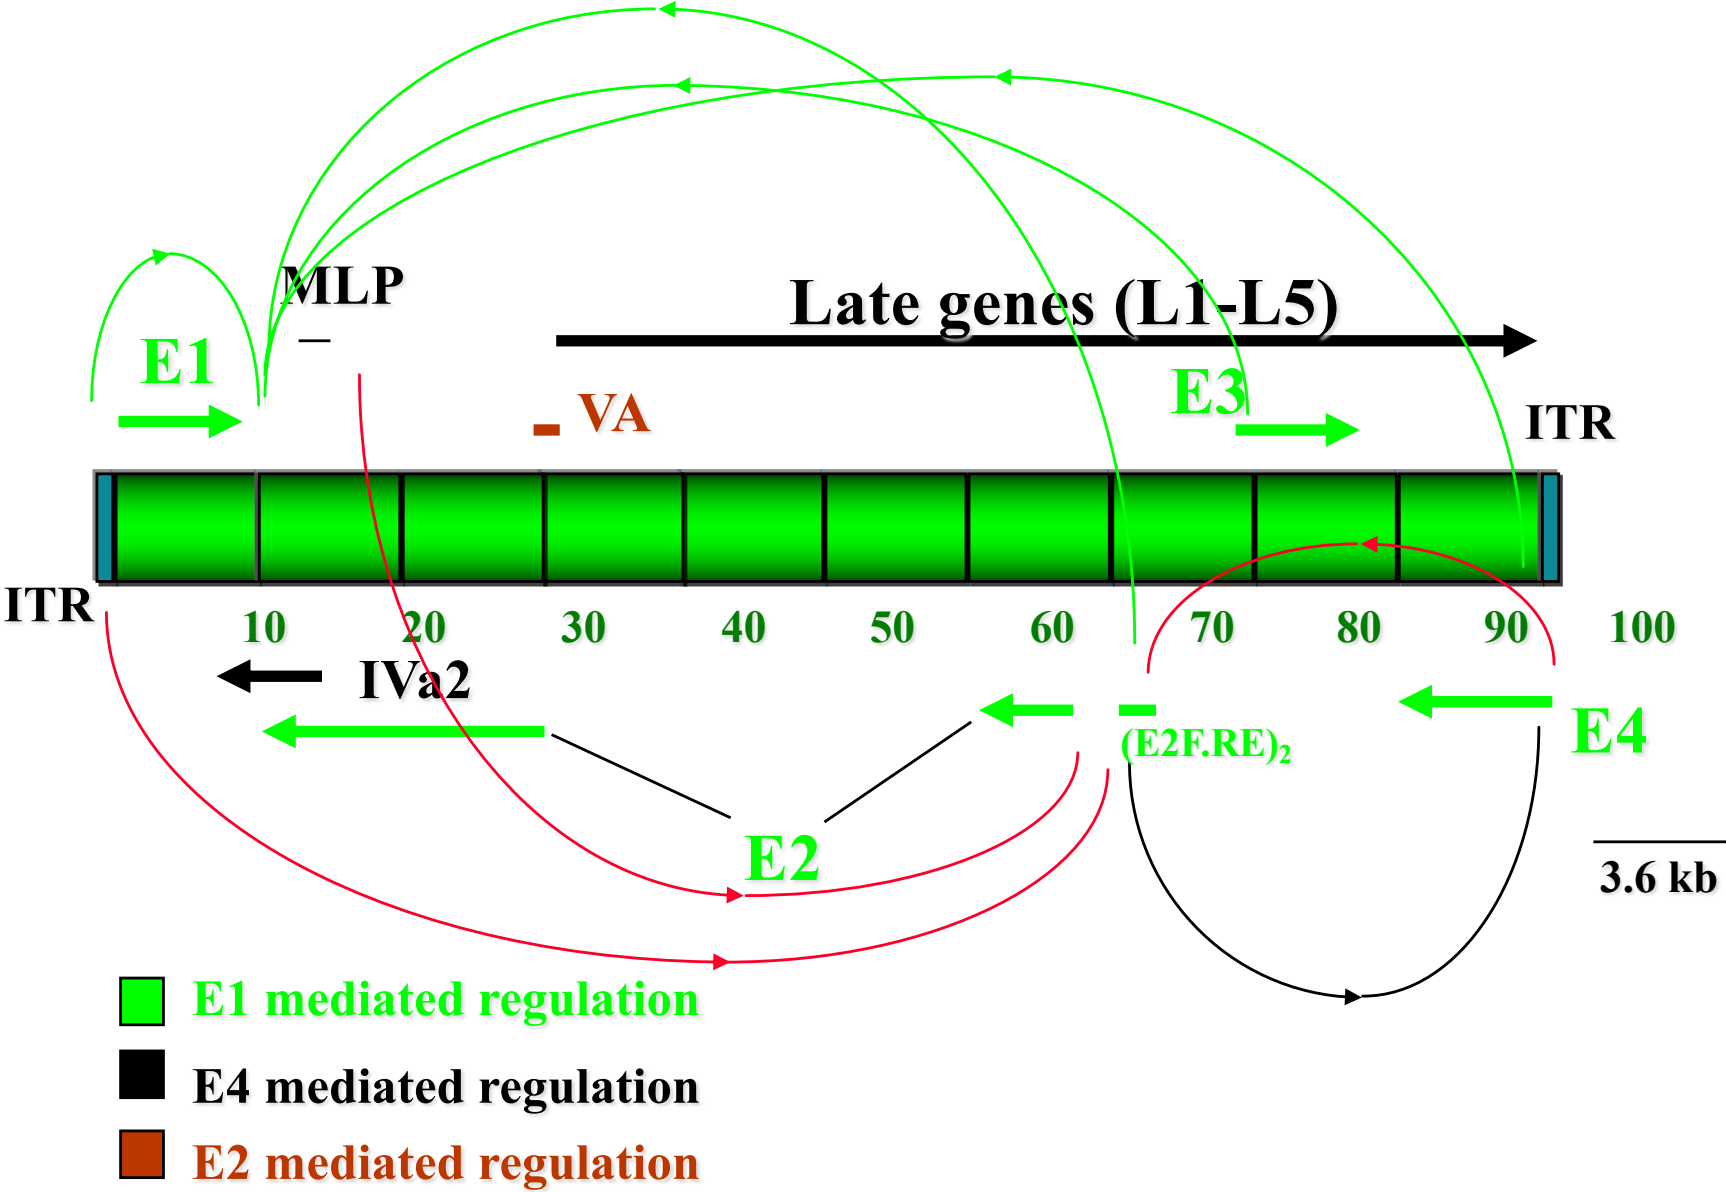 MLP
Late genes (L1-L5)
E1
E3
VA
ITR
ITR
10 20 30 40 50 60 70 80 90 100
IVa2
(E2F.RE)2
E4
E2
3.6 kb
E1 mediated regulation
E4 mediated regulation
E2 mediated regulation